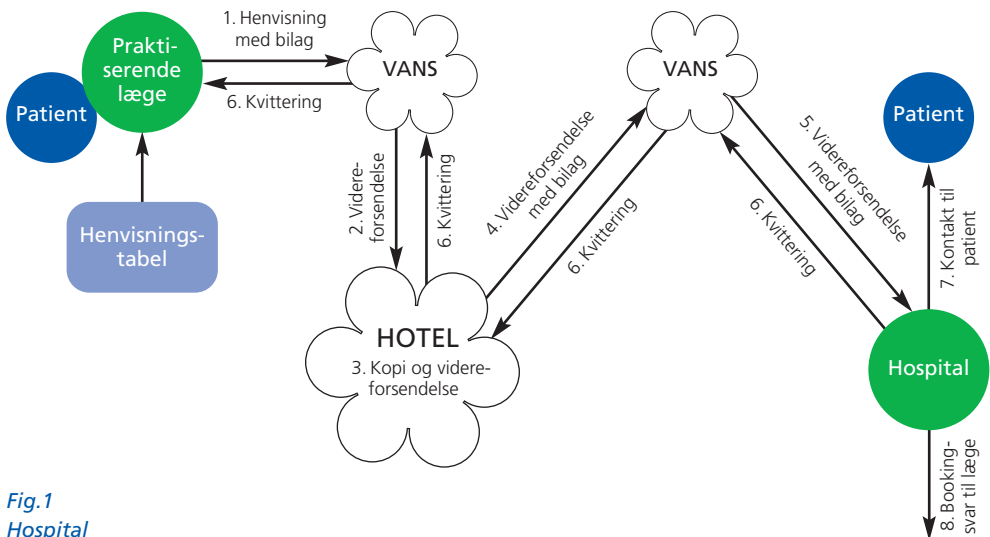 1. Henvisning
med bilag
Prakti-
serende
læge
VANS
VANS
Patient
6. Kvittering
Patient
2. Videre-
forsendelse
6. Kvittering
4. Videreforsendelse
med bilag
6. Kvittering
5. Videreforsendelse
med bilag
6. Kvittering
7. Kontakt til
patient
Henvisnings-
tabel
HOTEL
3. Kopi og videre-
forsendelse
Hospital
8. Booking-
svar til læge
Fig.1
Hospital